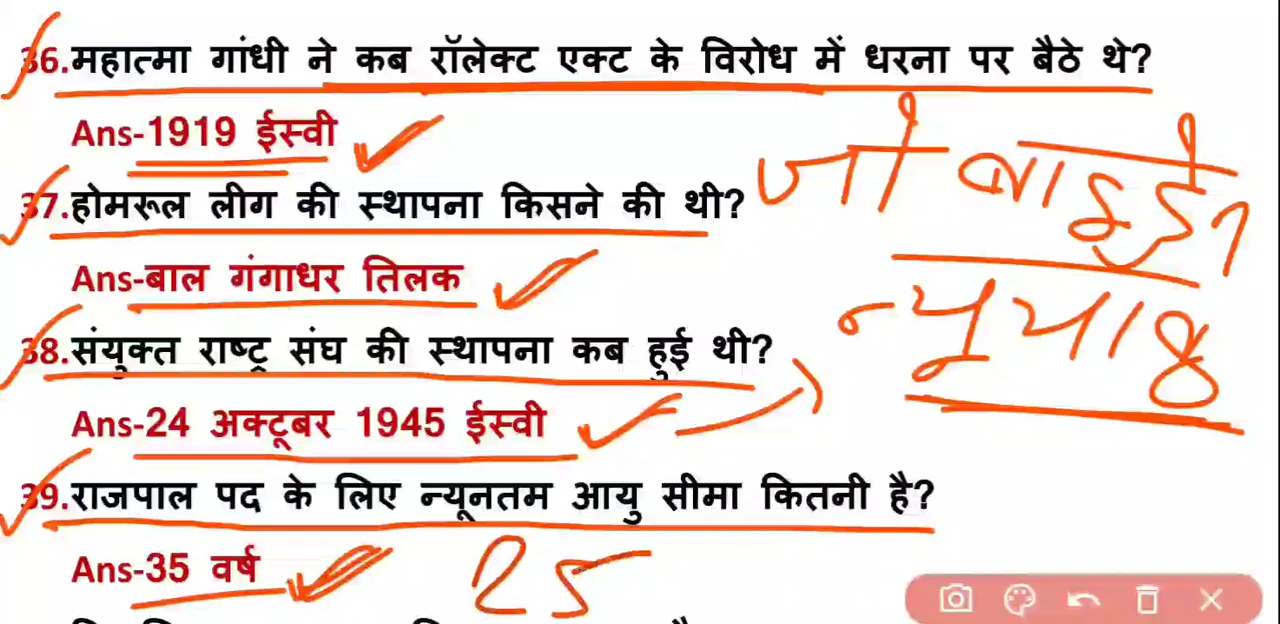 36.महात्मा गांधी ने कब रॉलेक्ट एक्ट के विरोध में धरना पर बैठे थे?
Ans-1919 ईस्वी
37.होमरूल लीग की स्थापना किसने की थी?
जो बाइडेन
Ans-बाल गंगाधर तिलक
38.संयुक्त राष्ट्र संघ की स्थापना कब हुई थी?
Ans-24 अक्टूबर 1945 ईस्वी
39.राजपाल पद के लिए न्यूनतम आयु सीमा कितनी है?
Ans-35 वर्ष
25